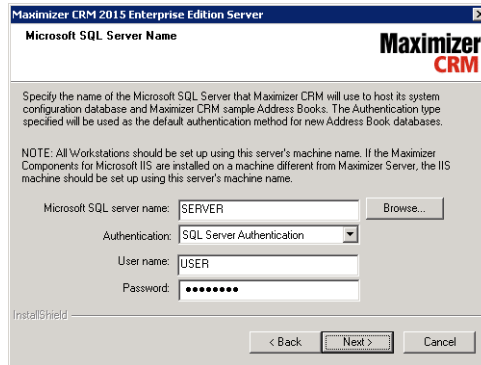 Maximizer CRM 2015 Enterprise Edition Server
Microsoft SQL Server Name
Maximizer
CRM
Specify the name of the Microsoft SQL Server that Maximizer CRM will use to host its system
configuration database and Maximizer CRM sample Address Books. The Authentication type
specified will be used as the default authentication method for new Address Book databases.
NOTE: All Workstations should be set up using this server's machine name. If the Maximizer
Components for Microsoft IIS are installed on a machine different from Maximizer Server, the IIS
machine should be set up using this server's machine name.
Microsoft SQL server name: SERVER Browse...
Authentication: SQL Server Authentication
User name: USER
Password: ••••••••
InstallShield
< Back Next > Cancel